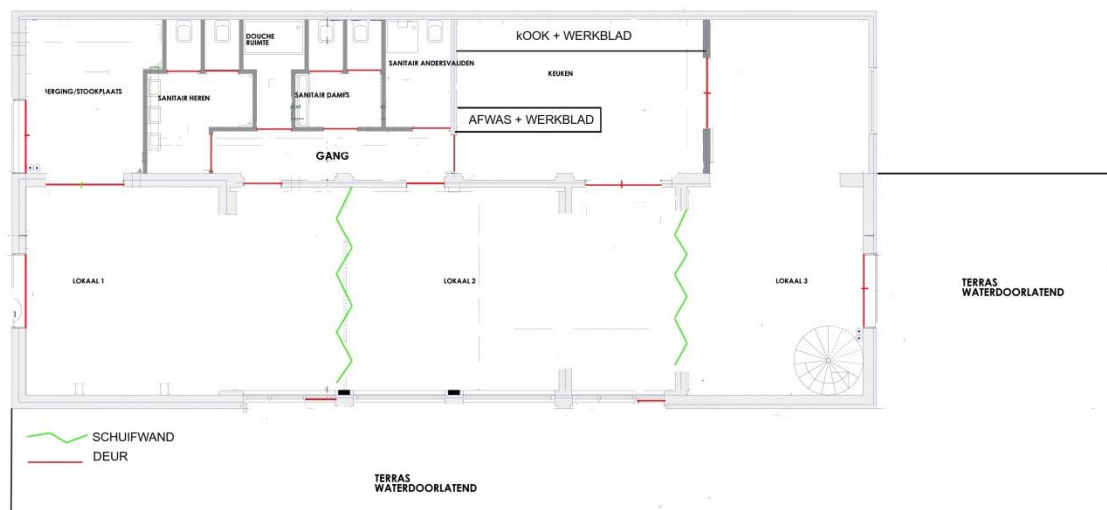 kOOK + WERKBLAD
DOUCHE
RUIMTE
SANITAIR ANDERSVALIDEN
KEUKEN
BERGING/STOOKPLAATS
SANITAIR HEREN
SANITAIR DAMES
AFWAS + WERKBLAD
GANG
LOKAAL 1
LOKAAL 2
LOKAAL 3
TERRAS
WATERDOORLATEND
SCHUIFWAND
DEUR
TERRAS
WATERDOORLATEND